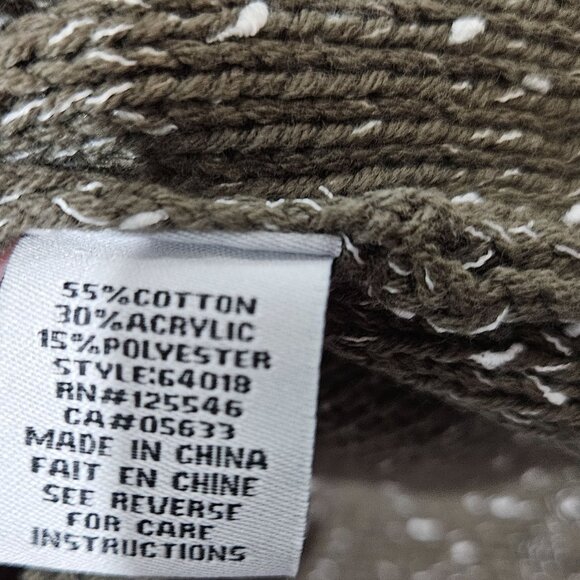 55%COTTON
30%ACRYLIC
15%POLYESTER
STYLE:64018
RN#125546
CA#05633
MADE IN CHINA
FAIT EN CHINE
SEE REVERSE
FOR CARE
INSTRUCTIONS